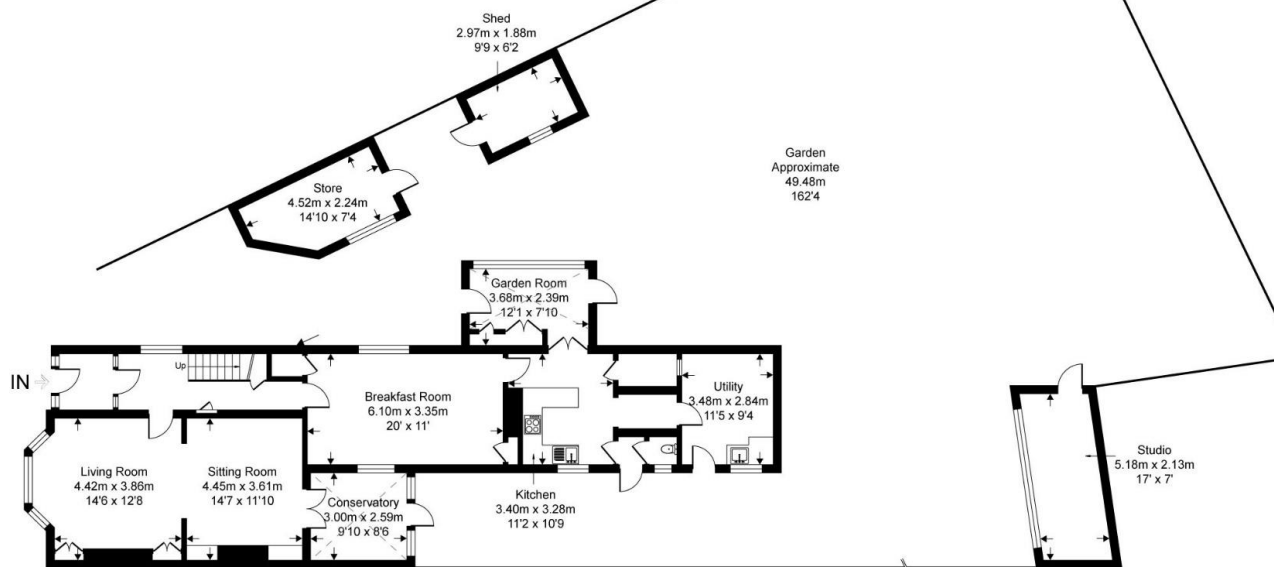 Shed
2.97m x 1.88m
9'9 x 6'2
Garden
Approximate
49.48m
162'4
Store
4.52m x 2.24m
14'10 x 7'4
Garden Room
3.68m x 2.39m
12'1 x 7'10
IN
Up
Breakfast Room
6.10m x 3.35m
20' x 11'
Utility
3.48m x 2.84m
11'5 x 9'4
Living Room
4.42m x 3.86m
14'6 x 12'8
Sitting Room
4.45m x 3.61m
14'7 x 11'10
Conservatory
3.00m x 2.59m
9'10 x 8'6
Kitchen
3.40m x 3.28m
11'2 x 10'9
Studio
5.18m x 2.13m
17' x 7'